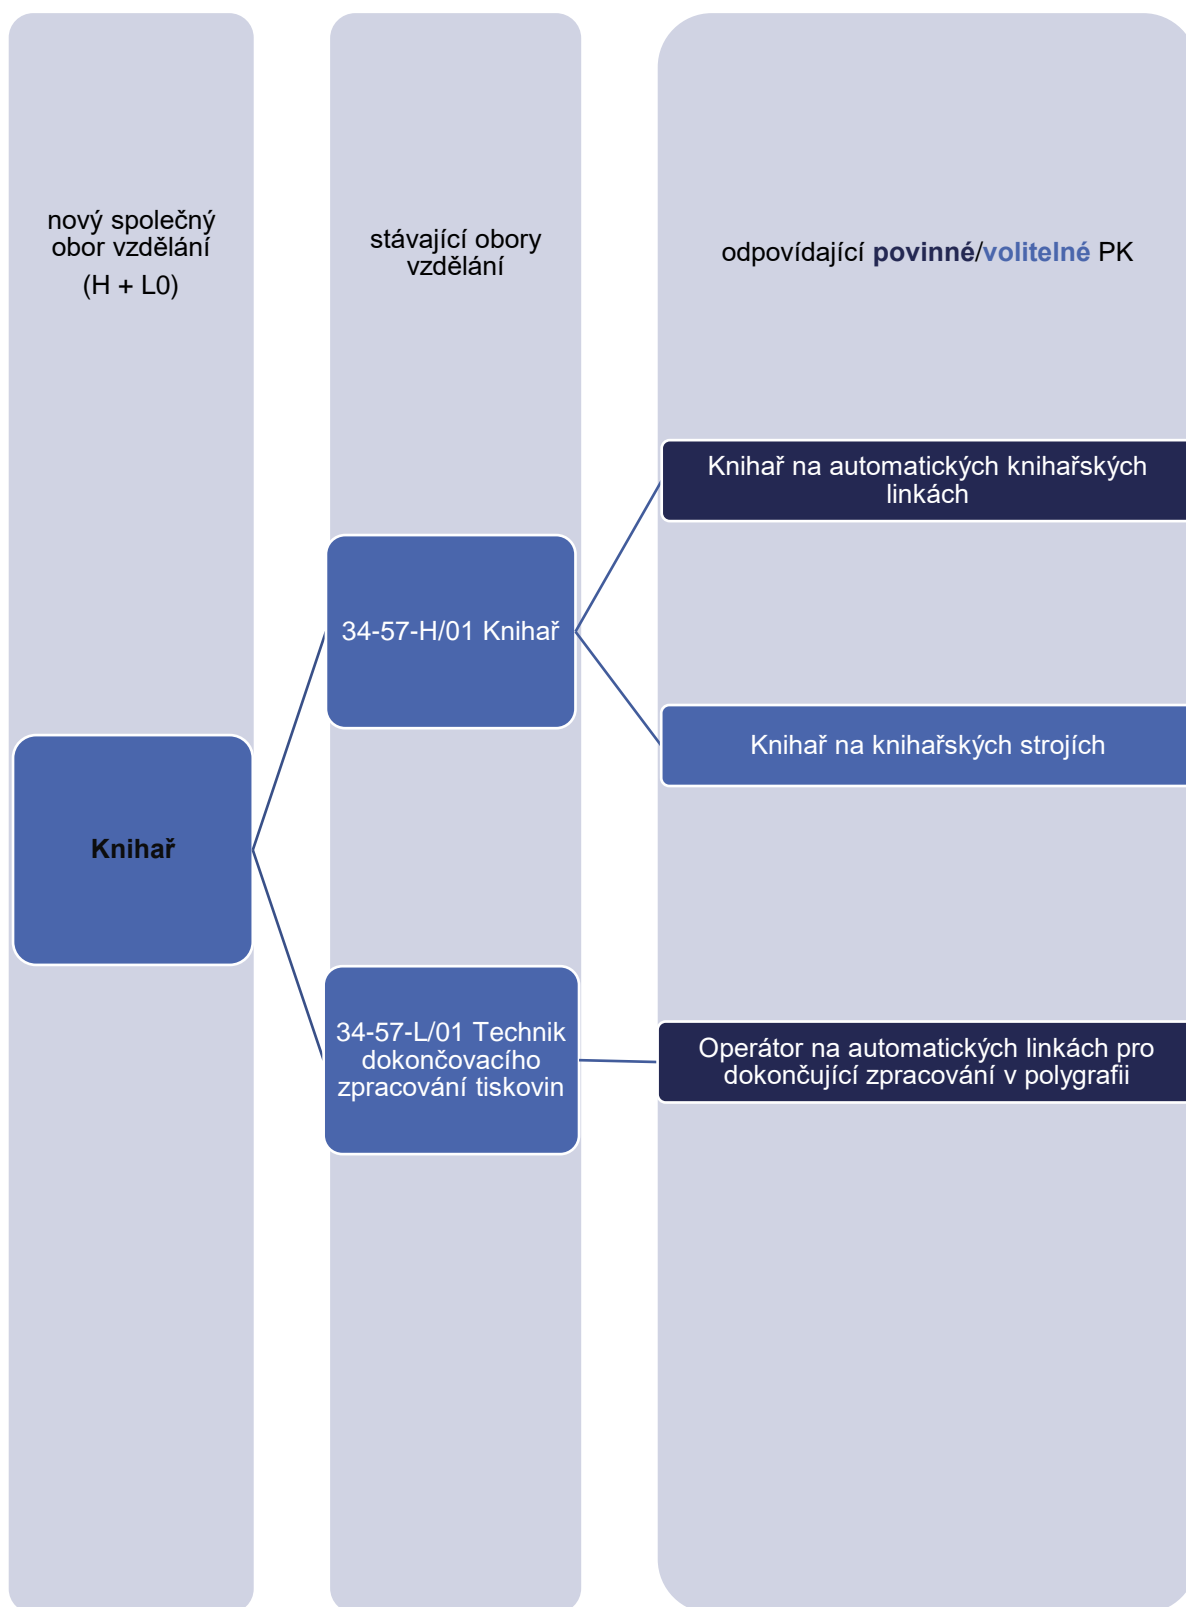 nový společný
obor vzdělání
(H + L0)
stávající obory
vzdělání
odpovídající povinné/volitelné PK
Knihař na automatických knihařských
linkách
34-57-H/01 Knihař
Knihař na knihařských strojích
Knihař
34-57-L/01 Technik
dokončovacího
zpracování tiskovin
Operátor na automatických linkách pro
dokončující zpracování v polygrafii